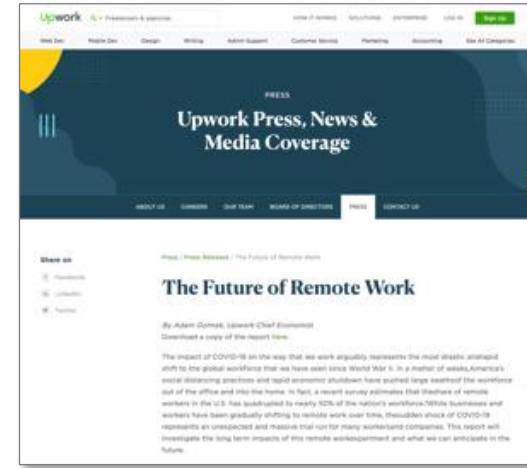 Upwork Freelancers & agencies HOW IT WORKS SOLUTIONS ENTERPRISE LOG IN Sign Up
Web Dev Mobile Dev Design Writing Admin Support Customer Service Marketing Accounting See All Categories
PRESS
Upwork Press, News &
Media Coverage
ABOUT US CAREERS OUR TEAM BOARD OF DIRECTORS PRESS CONTACT US
Share on
Facebook
LinkedIn
Twitter
Press / Press Releases / The Future of Remote Work
The Future of Remote Work
By Adam Ozimek, Upwork Chief Economist
Download a copy of the report here.
The impact of COVID-19 on the way that we work arguably represents the most drastic andrapid
shift to the global workforce that we have seen since World War II. In a matter of weeks,America's
social distancing practices and rapid economic shutdown have pushed large swathsof the workforce
out of the office and into the home. In fact, a recent survey estimates that theshare of remote
workers in the U.S. has quadrupled to nearly 50% of the nation's workforce.¹While businesses and
workers have been gradually shifting to remote work over time, thesudden shock of COVID-19
represents an unexpected and massive trial run for many workersand companies. This report will
investigate the long term impacts of this remote workexperiment and what we can anticipate in the
future.